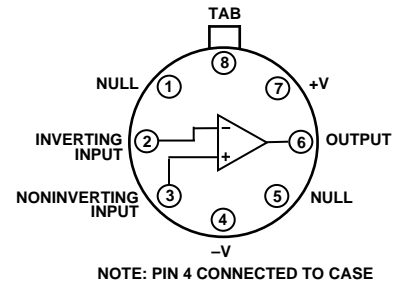 TAB
8
NULL 1
7 +V
INVERTING
INPUT
2
−
6 OUTPUT
+
NONINVERTING
INPUT
3
5 NULL
4
–V
NOTE: PIN 4 CONNECTED TO CASE